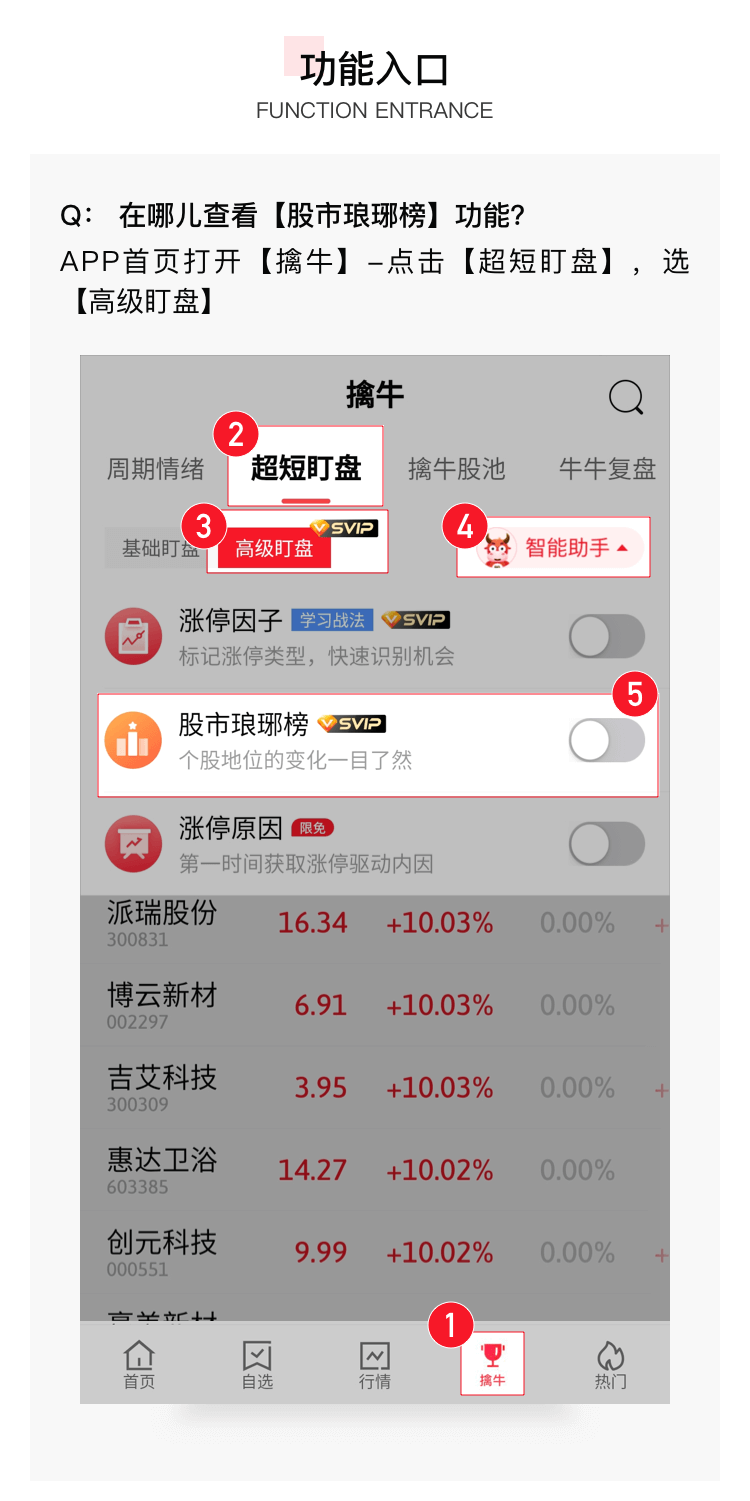 功能入口
FUNCTION ENTRANCE
Q： 在哪儿查看【股市琅琊榜】功能?
APP首页打开【擒牛】–点击【超短盯盘】，选
【高级盯盘】
擒牛
2
周期情绪 超短盯盘 擒牛股池 牛牛复盘
3 SVIP 4
基础盯盘 高级盯盘 智能助手
涨停因子 学习战法 SVIP
标记涨停类型，快速识别机会
5
股市琅琊榜 SVIP
个股地位的变化一目了然
涨停原因 限免
第一时间获取涨停驱动内因
派瑞股份 16.34 +10.03% 0.00% +
300831
博云新材 6.91 +10.03% 0.00%
002297
吉艾科技 3.95 +10.03% 0.00% +
300309
惠达卫浴 14.27 +10.02% 0.00%
603385
创元科技 9.99 +10.02% 0.00% +
000551
1
首页 自选 行情 擒牛 热门